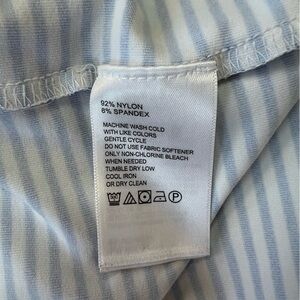 92% NYLON
8% SPANDEX
MACHINE WASH COLD
WITH LIKE COLORS
GENTLE CYCLE
DO NOT USE FABRIC SOFTENER
ONLY NON-CHLORINE BLEACH
WHEN NEEDED
TUMBLE DRY LOW
COOL IRON
OR DRY CLEAN